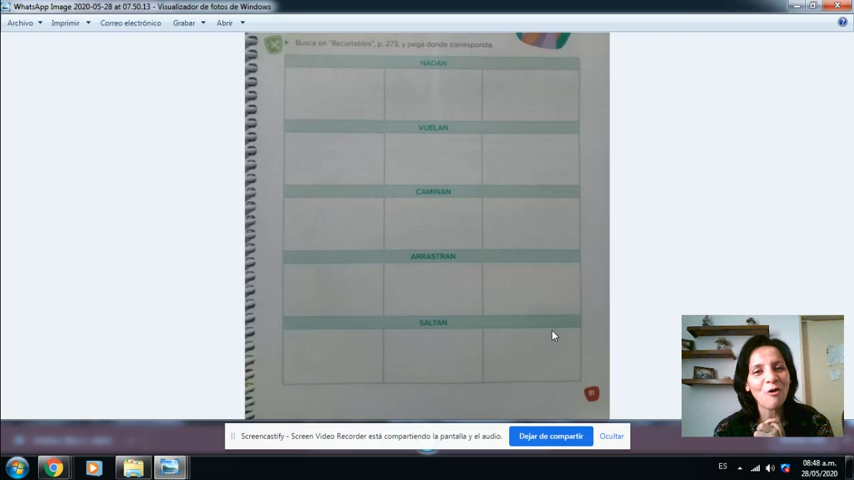 WhatsApp Image 2020-05-28 at 07.50.13 - Visualizador de fotos de Windows
Archivo Imprimir Correo electrónico Grabar Abrir
Busca en "Recortables", p. 273, y pega donde corresponda.
NADAN
VUELAN
CAMINAN
ARRASTRAN
SALTAN
81
Screencastify - Screen Video Recorder está compartiendo la pantalla y el audio. Dejar de compartir Ocultar
ES
08:48 a.m.
28/05/2020